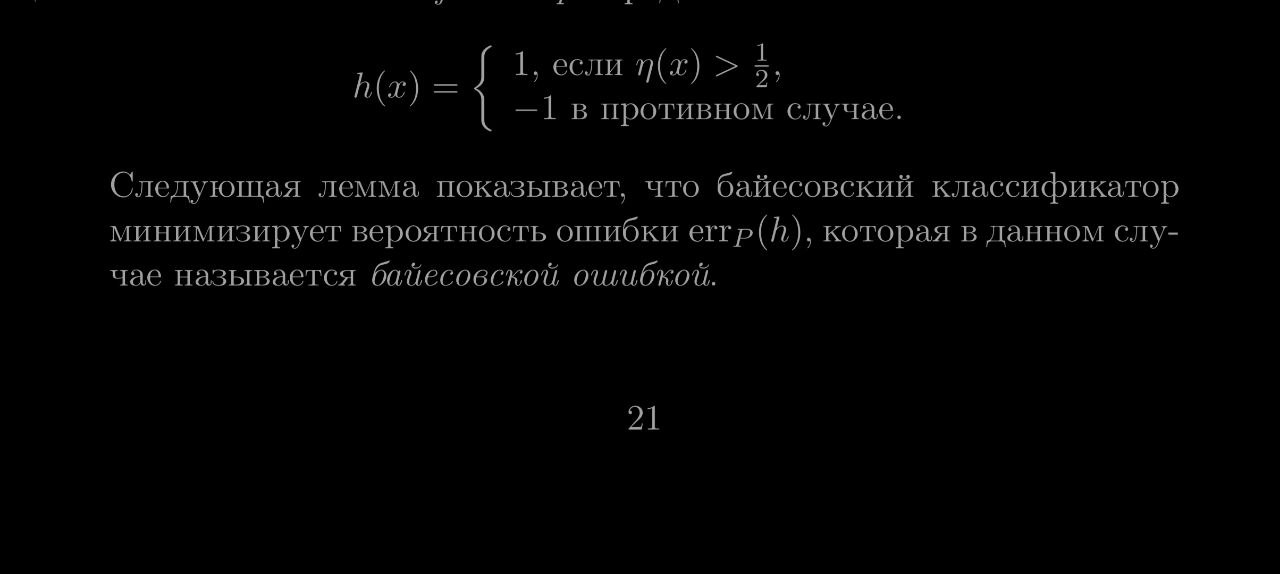 h(x) = { 1, если η(x) > 1/2,
−1 в противном случае.
Следующая лемма показывает, что байесовский классификатор
минимизирует вероятность ошибки err_P(h), которая в данном слу-
чае называется байесовской ошибкой.
21